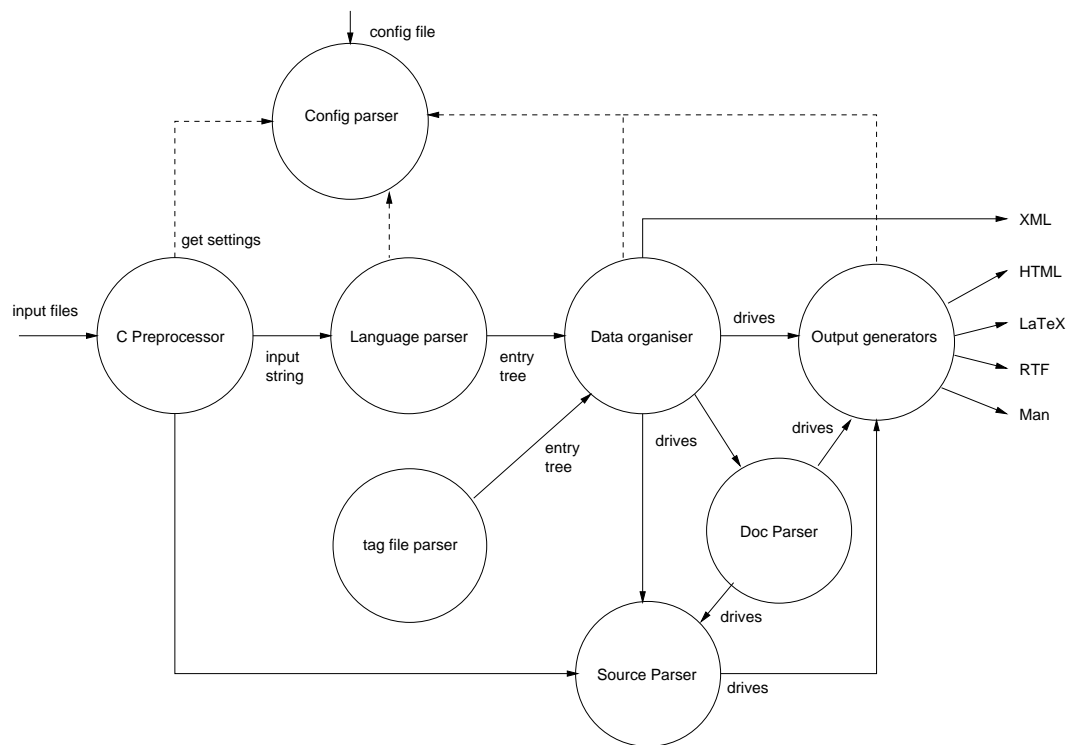 config file
Config parser
get settings
XML
HTML
input files
C Preprocessor
input
string
Language parser
entry
tree
Data organiser
drives
Output generators
LaTeX
RTF
Man
drives
drives
entry
tree
tag file parser
Doc Parser
drives
Source Parser
drives